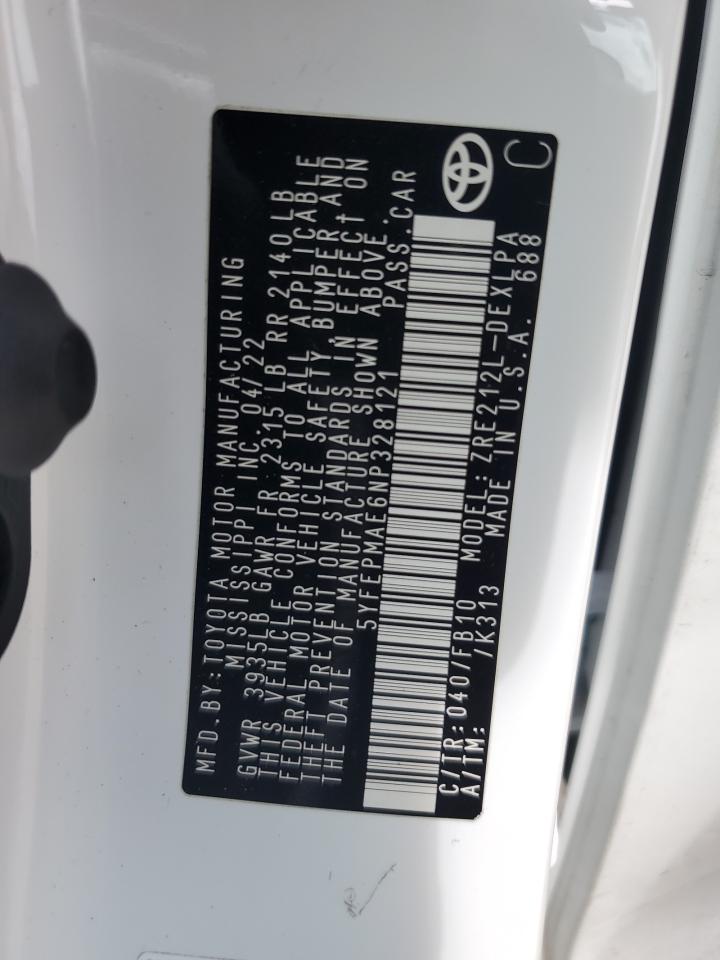 MFD.BY:TOYOTA MOTOR MANUFACTURING
MISSISSIPPI INC. 04/22
GVWR 3935LB GAWR FR 2315 LB RR 2140 LB
THIS VEHICLE CONFORMS TO ALL APPLICABLE
FEDERAL MOTOR VEHICLE SAFETY, BUMPER, AND
THEFT PREVENTION STANDARDS IN EFFECT ON
THE DATE OF MANUFACTURE SHOWN ABOVE.
5YFEPMAE6NP328121 PASS.CAR
C/TR: 040/FB10 MODEL: ZRE212L-DEXLPA
A/TM: /K313 MADE IN U.S.A. 688
C